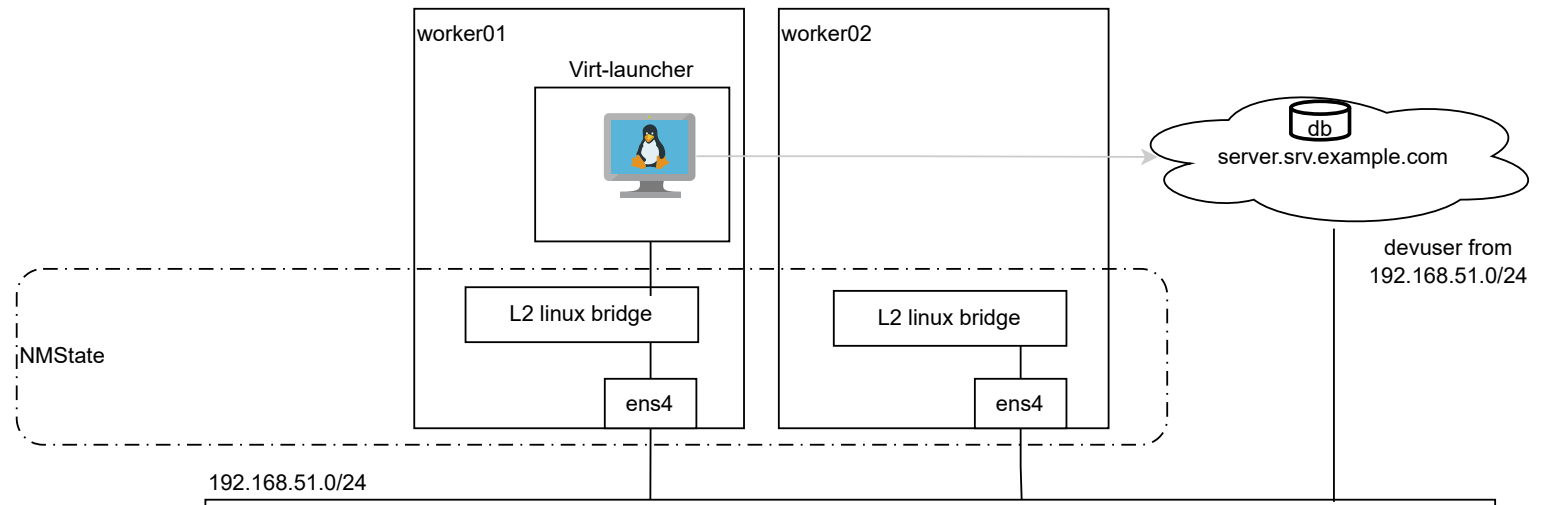 worker01
worker02
Virt-launcher
db
server.srv.example.com
devuser from
192.168.51.0/24
L2 linux bridge
L2 linux bridge
NMState
ens4
ens4
192.168.51.0/24